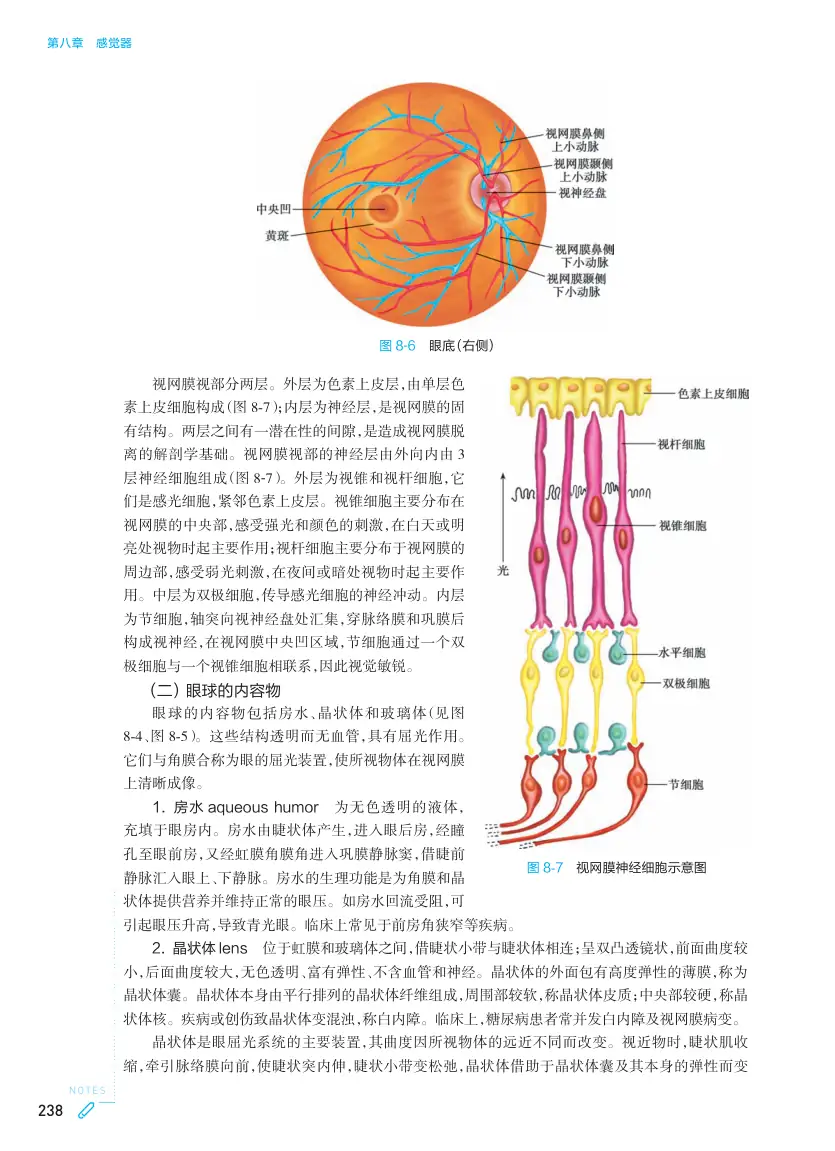 第八章　感觉器
视网膜鼻侧
上小动脉
视网膜颞侧
上小动脉
视神经盘
中央凹
黄斑
视网膜鼻侧
下小动脉
视网膜颞侧
下小动脉
图 8-6　眼底(右侧)
视网膜视部分两层。外层为色素上皮层,由单层色
素上皮细胞构成(图 8-7);内层为神经层,是视网膜的固
有结构。两层之间有一潜在性的间隙,是造成视网膜脱
离的解剖学基础。视网膜视部的神经层由外向内由 3
层神经细胞组成(图 8-7)。外层为视锥和视杆细胞,它
们是感光细胞,紧邻色素上皮层。视锥细胞主要分布在
视网膜的中央部,感受强光和颜色的刺激,在白天或明
亮处视物时起主要作用;视杆细胞主要分布于视网膜的
周边部,感受弱光刺激,在夜间或暗处视物时起主要作
用。中层为双极细胞,传导感光细胞的神经冲动。内层
为节细胞,轴突向视神经盘处汇集,穿脉络膜和巩膜后
构成视神经,在视网膜中央凹区域,节细胞通过一个双
极细胞与一个视锥细胞相联系,因此视觉敏锐。
(二) 眼球的内容物
眼球的内容物包括房水、晶状体和玻璃体(见图
8-4、图 8-5)。这些结构透明而无血管,具有屈光作用。
它们与角膜合称为眼的屈光装置,使所视物体在视网膜
上清晰成像。
1. 房水 aqueous humor　为无色透明的液体,
充填于眼房内。房水由睫状体产生,进入眼后房,经瞳
孔至眼前房,又经虹膜角膜角进入巩膜静脉窦,借睫前
静脉汇入眼上、下静脉。房水的生理功能是为角膜和晶
状体提供营养并维持正常的眼压。如房水回流受阻,可
引起眼压升高,导致青光眼。临床上常见于前房角狭窄等疾病。
色素上皮细胞
视杆细胞
视锥细胞
光
水平细胞
双极细胞
节细胞
图 8-7　视网膜神经细胞示意图
2. 晶状体 lens　位于虹膜和玻璃体之间,借睫状小带与睫状体相连;呈双凸透镜状,前面曲度较
小,后面曲度较大,无色透明、富有弹性、不含血管和神经。晶状体的外面包有高度弹性的薄膜,称为
晶状体囊。晶状体本身由平行排列的晶状体纤维组成,周围部较软,称晶状体皮质;中央部较硬,称晶
状体核。疾病或创伤致晶状体变混浊,称白内障。临床上,糖尿病患者常并发白内障及视网膜病变。
晶状体是眼屈光系统的主要装置,其曲度因所视物体的远近不同而改变。视近物时,睫状肌收
缩,牵引脉络膜向前,使睫状突内伸,睫状小带变松弛,晶状体借助于晶状体囊及其本身的弹性而变
NOTES
238